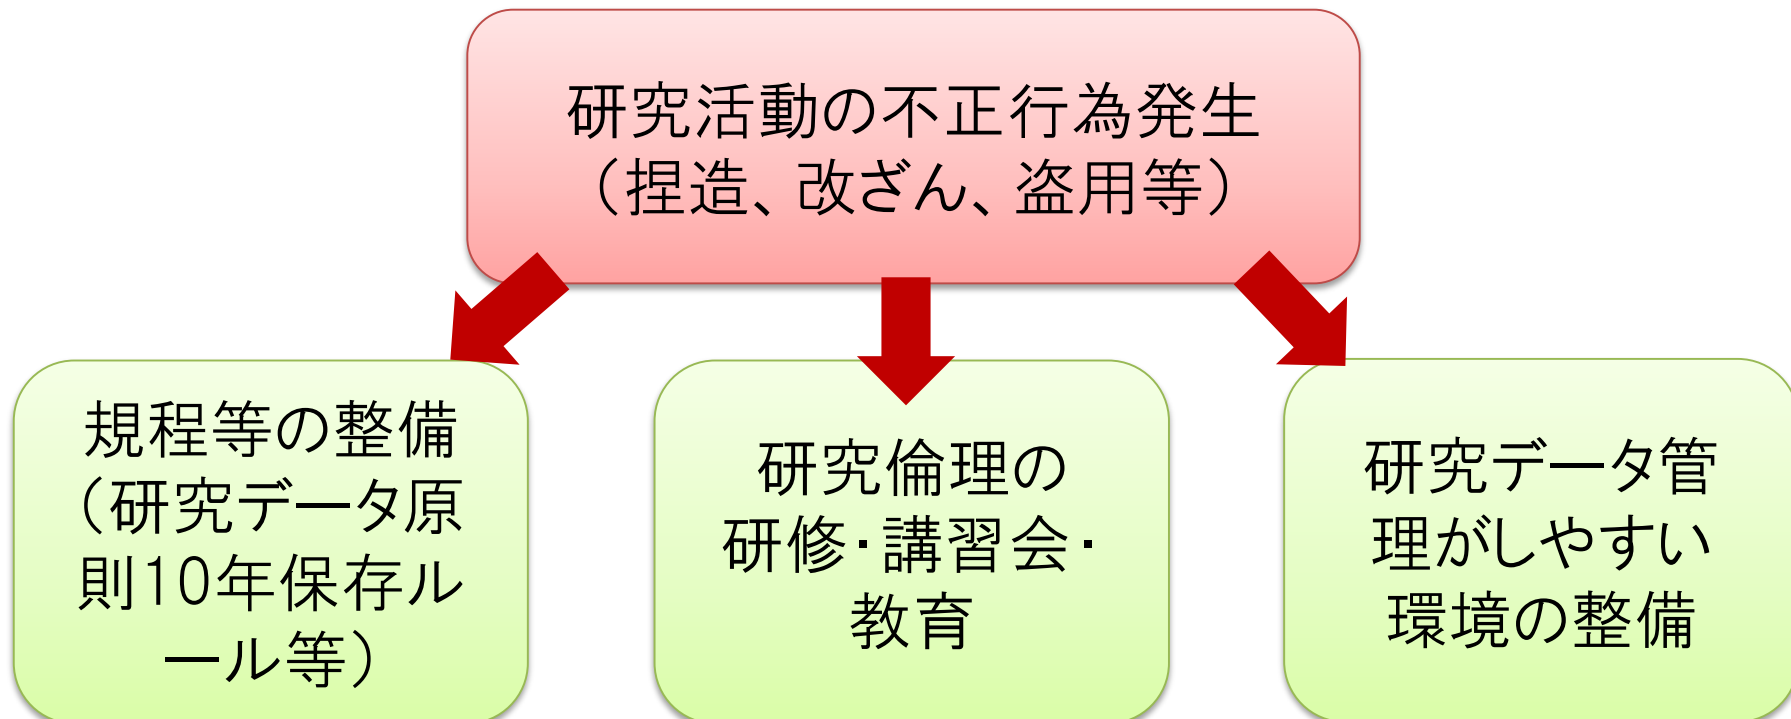 研究活動の不正行為発生
（捏造、改ざん、盗用等）
規程等の整備
（研究データ原
則10年保存ル
ール等）
研究倫理の
研修・講習会・
教育
研究データ管
理がしやすい
環境の整備